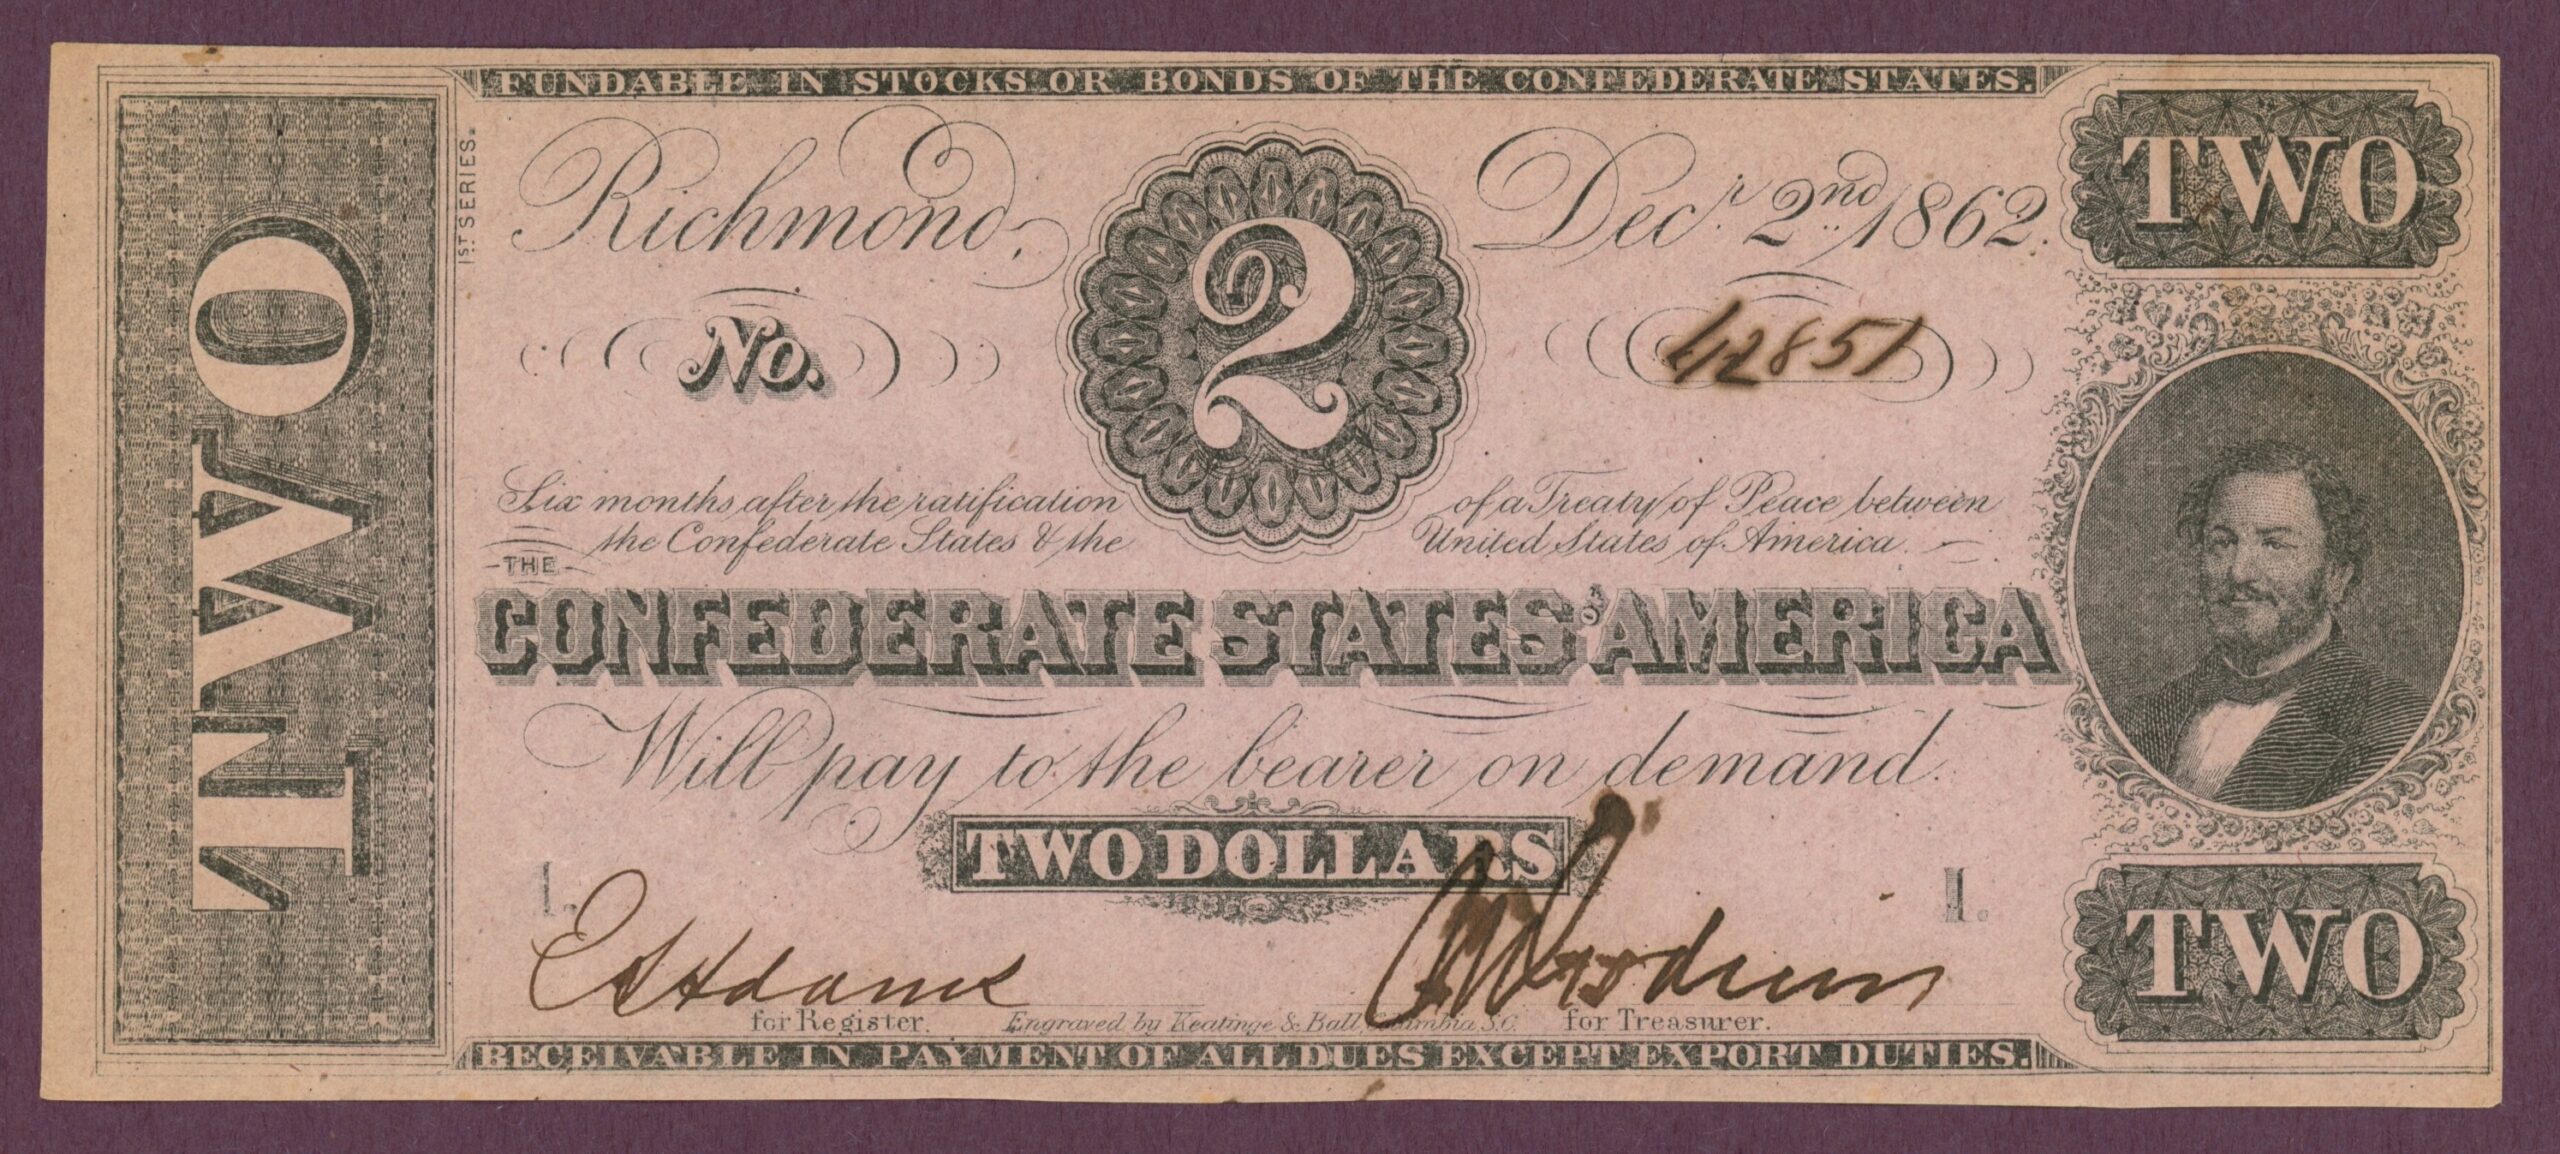 FUNDABLE IN STOCKS OR BONDS OF THE CONFEDERATE STATES.
TWO
1ST SERIES.
Richmond, Decr. 2nd 1862.
TWO
2
No. 42851
Six months after the ratification of a Treaty of Peace between
the Confederate States & the United States of America.
THE
CONFEDERATE STATES OF AMERICA
Will pay to the bearer on demand.
TWO DOLLARS
1. 1.
TWO
Adams
for Register. Engraved by Keatinge & Ball, Columbia S.C. for Treasurer.
RECEIVABLE IN PAYMENT OF ALL DUES EXCEPT EXPORT DUTIES.